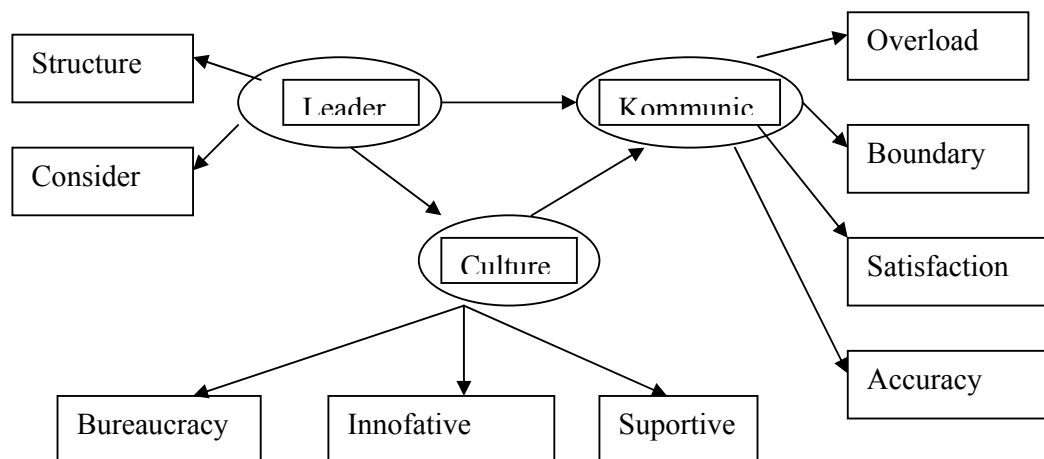 Overload
Structure
Leader
Kommunic
Boundary
Consider
Satisfaction
Culture
Accuracy
Bureaucracy
Innofative
Suportive